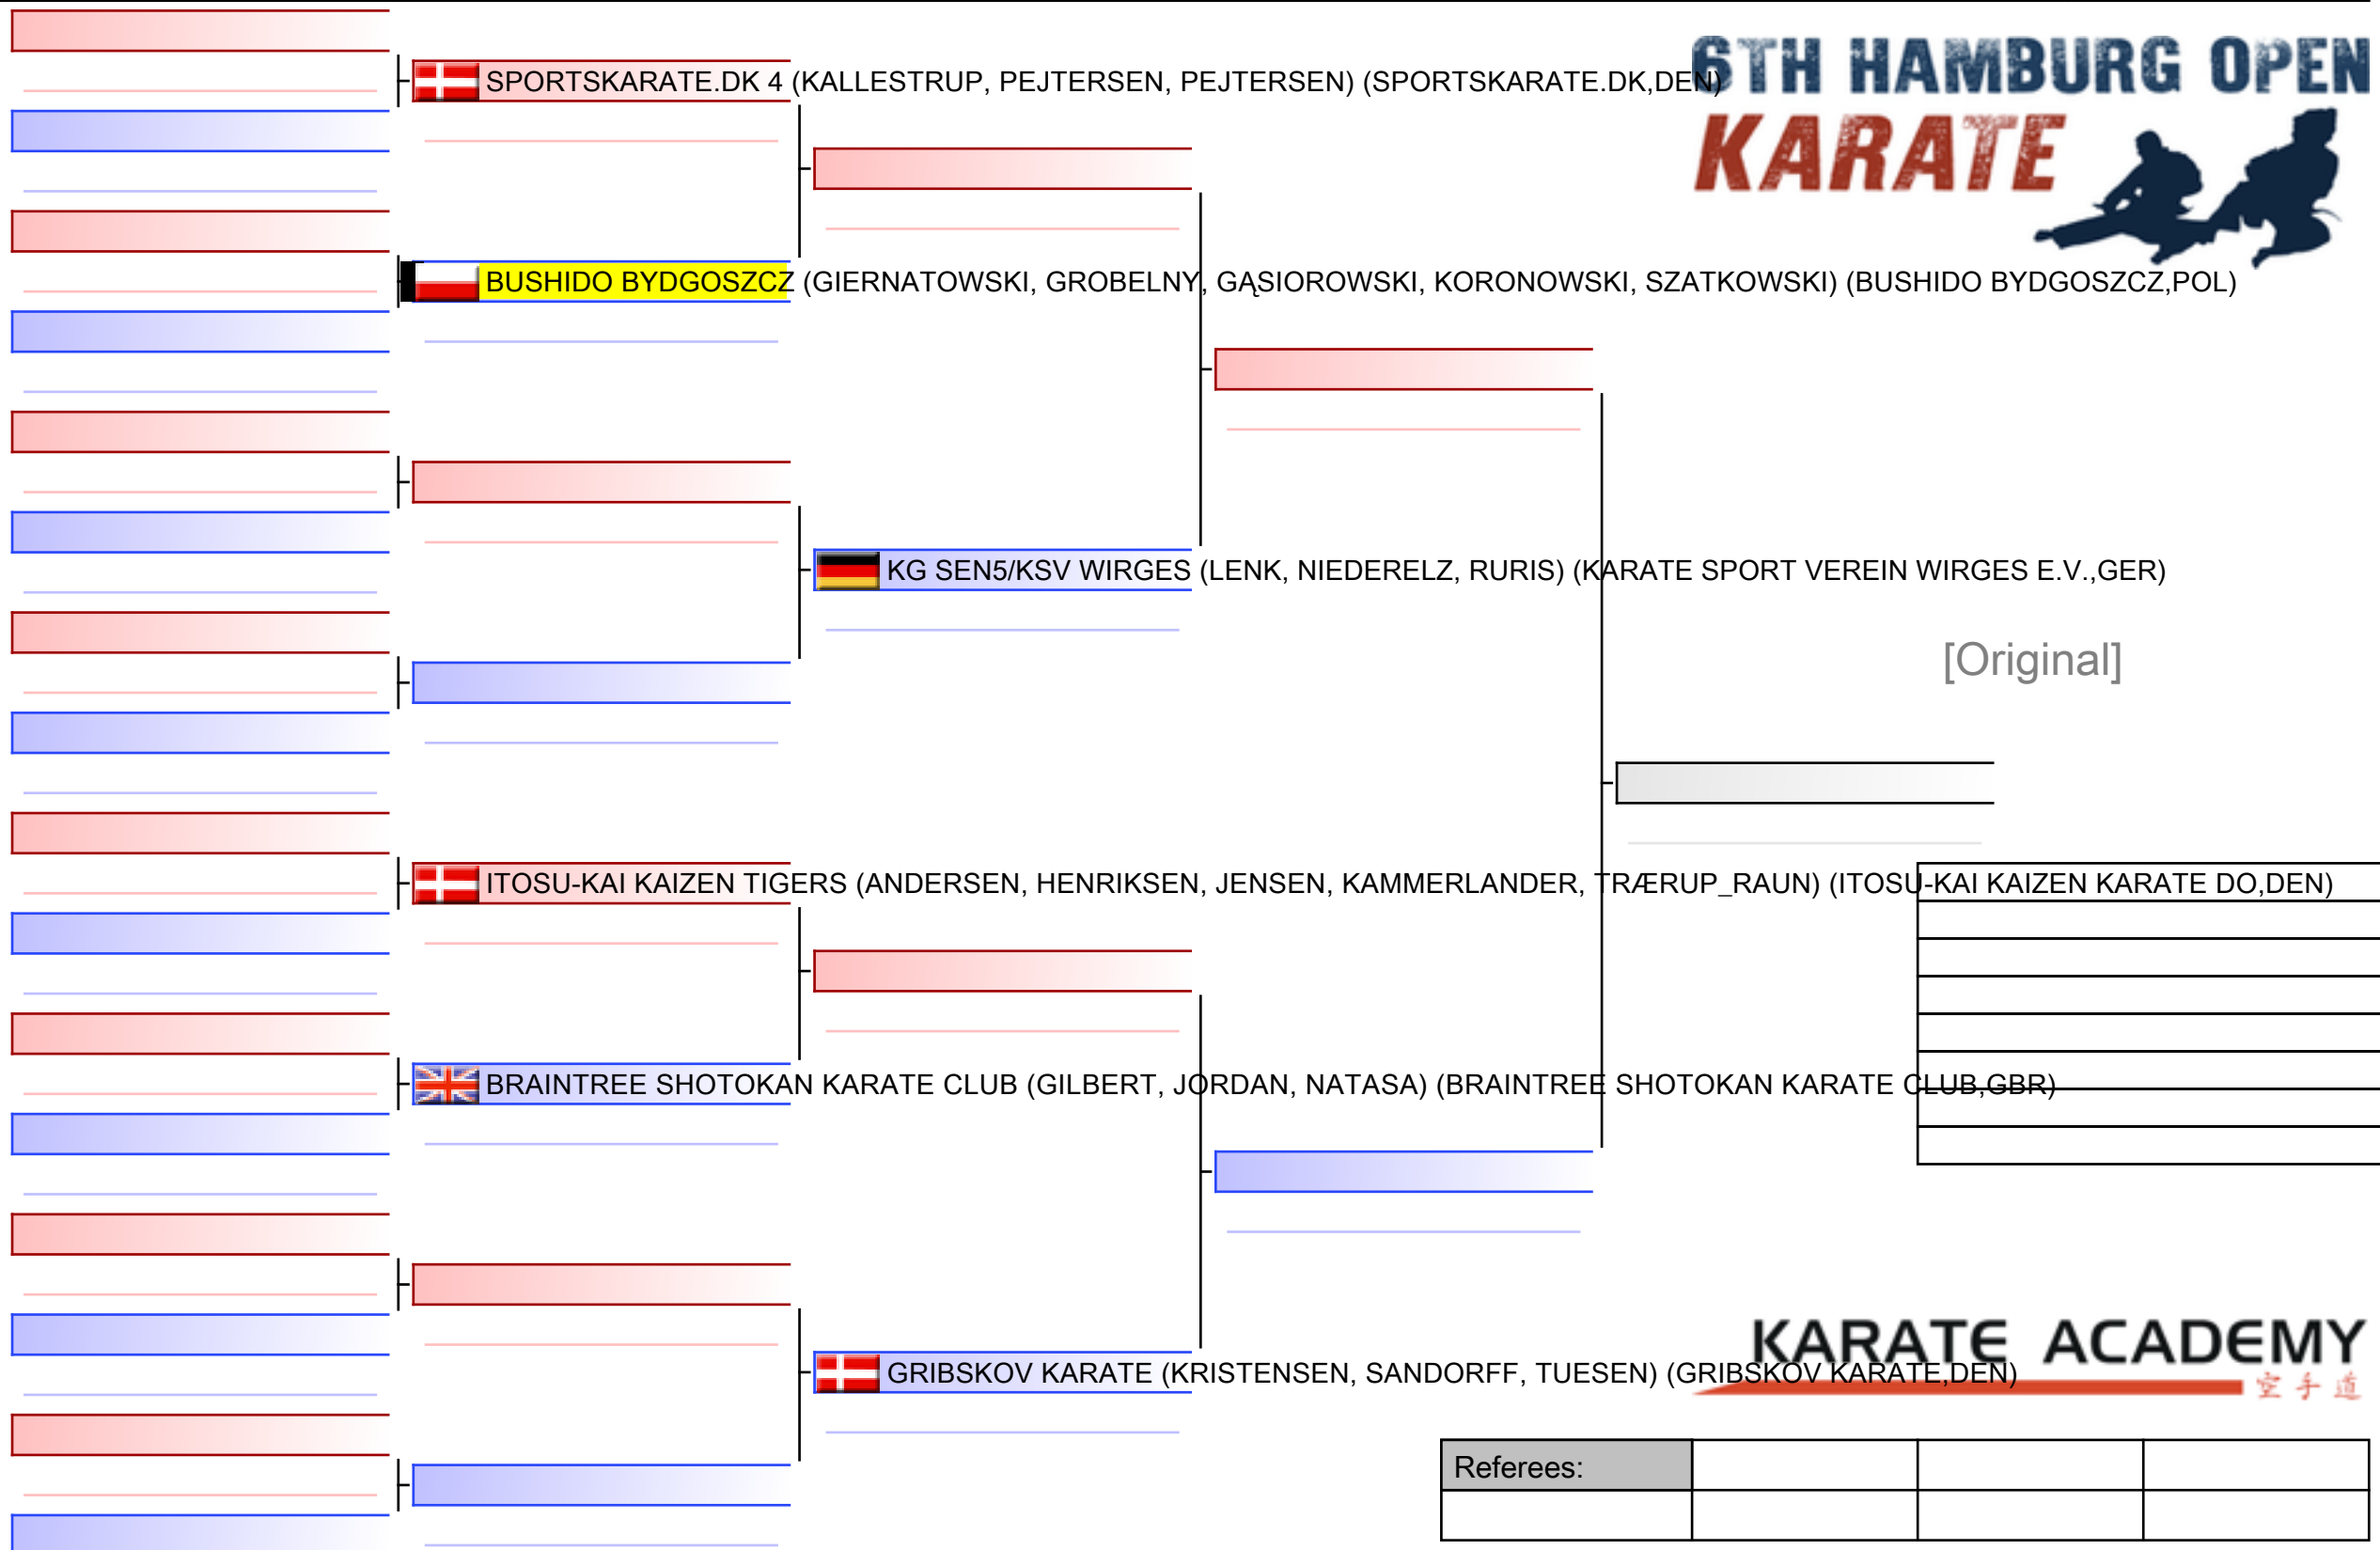 6TH HAMBURG OPEN
KARATE
SPORTSKARATE.DK 4 (KALLESTRUP, PEJTERSEN, PEJTERSEN) (SPORTSKARATE.DK,DEN)
BUSHIDO BYDGOSZCZ (GIERNATOWSKI, GROBELNY, GĄSIOROWSKI, KORONOWSKI, SZATKOWSKI) (BUSHIDO BYDGOSZCZ,POL)
KG SEN5/KSV WIRGES (LENK, NIEDERELZ, RURIS) (KARATE SPORT VEREIN WIRGES E.V.,GER)
[Original]
ITOSU-KAI KAIZEN TIGERS (ANDERSEN, HENRIKSEN, JENSEN, KAMMERLANDER, TRÆRUP_RAUN) (ITOSU-KAI KAIZEN KARATE DO,DEN)
BRAINTREE SHOTOKAN KARATE CLUB (GILBERT, JORDAN, NATASA) (BRAINTREE SHOTOKAN KARATE CLUB,GBR)
KARATE ACADEMY
GRIBSKOV KARATE (KRISTENSEN, SANDORFF, TUESEN) (GRIBSKOV KARATE,DEN)
空手道
Referees: